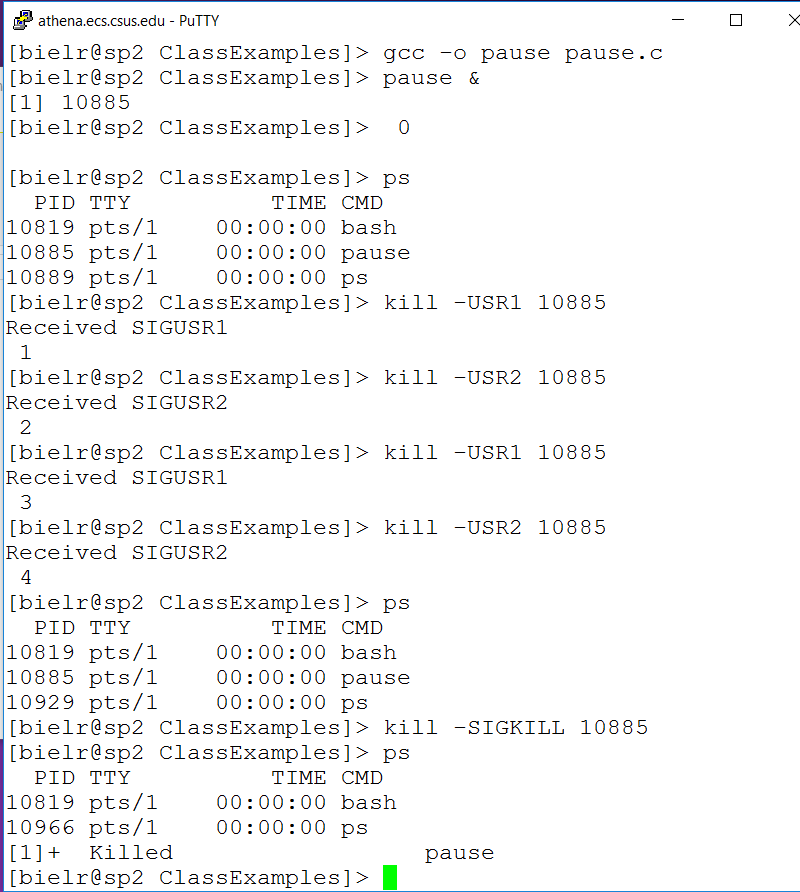 athena.ecs.csus.edu - PuTTY
[bielr@sp2 ClassExamples]> gcc -o pause pause.c
[bielr@sp2 ClassExamples]> pause &
[1] 10885
[bielr@sp2 ClassExamples]>  0

[bielr@sp2 ClassExamples]> ps
  PID TTY          TIME CMD
10819 pts/1    00:00:00 bash
10885 pts/1    00:00:00 pause
10889 pts/1    00:00:00 ps
[bielr@sp2 ClassExamples]> kill -USR1 10885
Received SIGUSR1
 1
[bielr@sp2 ClassExamples]> kill -USR2 10885
Received SIGUSR2
 2
[bielr@sp2 ClassExamples]> kill -USR1 10885
Received SIGUSR1
 3
[bielr@sp2 ClassExamples]> kill -USR2 10885
Received SIGUSR2
 4
[bielr@sp2 ClassExamples]> ps
  PID TTY          TIME CMD
10819 pts/1    00:00:00 bash
10885 pts/1    00:00:00 pause
10929 pts/1    00:00:00 ps
[bielr@sp2 ClassExamples]> kill -SIGKILL 10885
[bielr@sp2 ClassExamples]> ps
  PID TTY          TIME CMD
10819 pts/1    00:00:00 bash
10966 pts/1    00:00:00 ps
[1]+  Killed                  pause
[bielr@sp2 ClassExamples]>